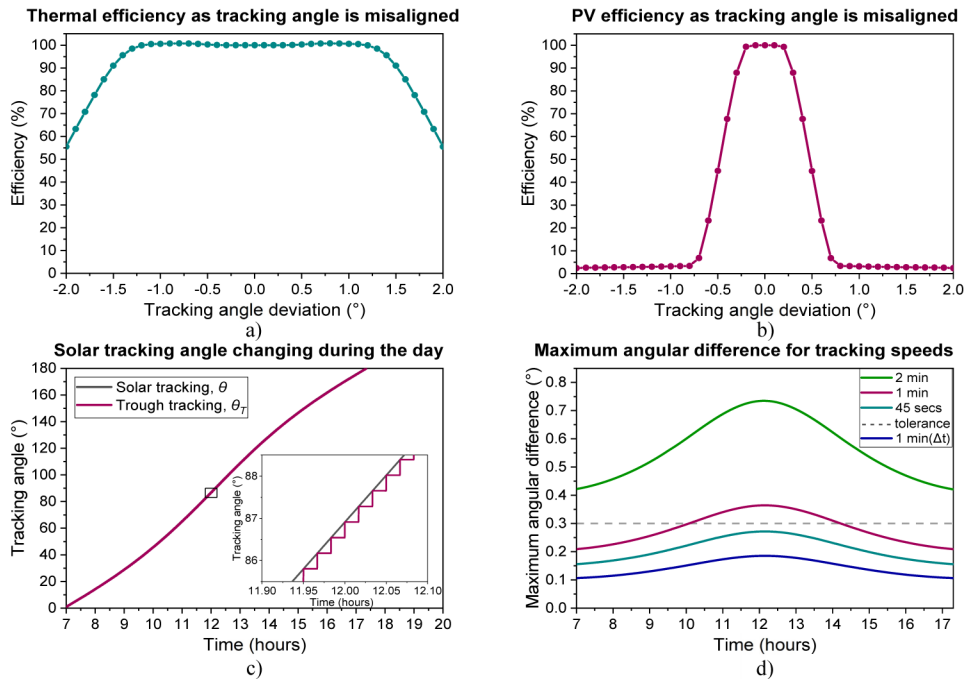 Thermal efficiency as tracking angle is misaligned
Efficiency (%)
100
90
80
70
60
50
40
30
20
10
0
-2.0 -1.5 -1.0 -0.5 0.0 0.5 1.0 1.5 2.0
Tracking angle deviation (°)
a)
PV efficiency as tracking angle is misaligned
Efficiency (%)
100
90
80
70
60
50
40
30
20
10
0
-2.0 -1.5 -1.0 -0.5 0.0 0.5 1.0 1.5 2.0
Tracking angle deviation (°)
b)
Solar tracking angle changing during the day
Tracking angle (°)
180
160
140
120
100
80
60
40
20
0
Solar tracking, θ
Trough tracking, θT
Tracking angle (°)
88
87
86
11.90 11.95 12.00 12.05 12.10
Time (hours)
7 8 9 10 11 12 13 14 15 16 17 18 19 20
Time (hours)
c)
Maximum angular difference for tracking speeds
Maximum angular difference (°)
0.8
0.7
0.6
0.5
0.4
0.3
0.2
0.1
0.0
2 min
1 min
45 secs
tolerance
1 min(Δt)
7 8 9 10 11 12 13 14 15 16 17
Time (hours)
d)